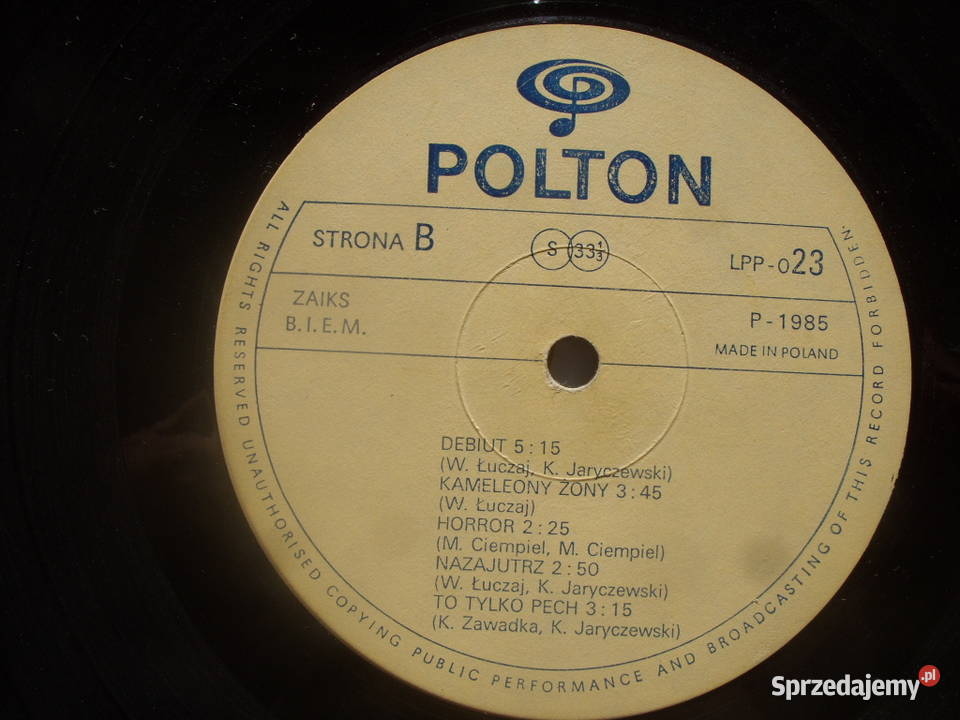 POLTON
STRONA B
S
33 1/3
LPP-023
ZAIKS
B.I.E.M.
P-1985
MADE IN POLAND
DEBIUT 5:15
(W. Łuczaj, K. Jaryczewski)
KAMELEONY ŻONY 3:45
(W. Łuczaj)
HORROR 2:25
(M. Ciempiel, M. Ciempiel)
NAZAJUTRZ 2:50
(W. Łuczaj, K. Jaryczewski)
TO TYLKO PECH 3:15
(K. Zawadka, K. Jaryczewski)
ALL RIGHTS RESERVED UNAUTHORISED COPYING PUBLIC PERFORMANCE AND BROADCASTING OF THIS RECORD FORBIDDEN.
Sprzedajemy.pl